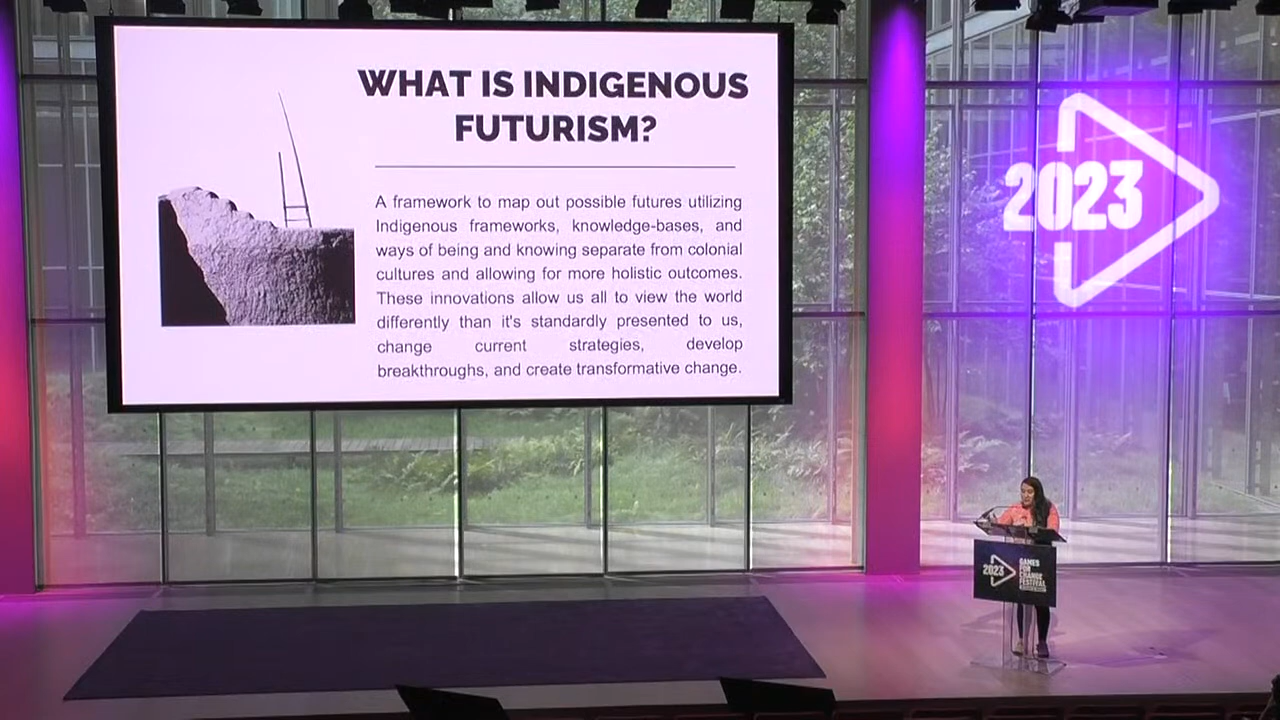 WHAT IS INDIGENOUS
FUTURISM?
A framework to map out possible futures utilizing
Indigenous frameworks, knowledge-bases, and
ways of being and knowing separate from colonial
cultures and allowing for more holistic outcomes.
These innovations allow us all to view the world
differently than it's standardly presented to us,
change current strategies, develop
breakthroughs, and create transformative change.
2023
2023
GAMES
FOR
CHANGE
FESTIVAL